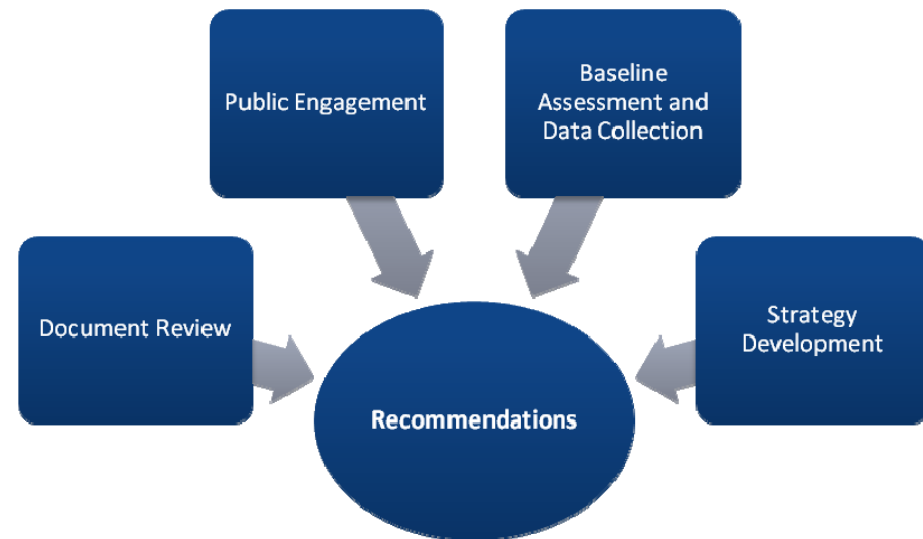 Public Engagement
Baseline
Assessment and
Data Collection
Document Review
Strategy
Development
Recommendations